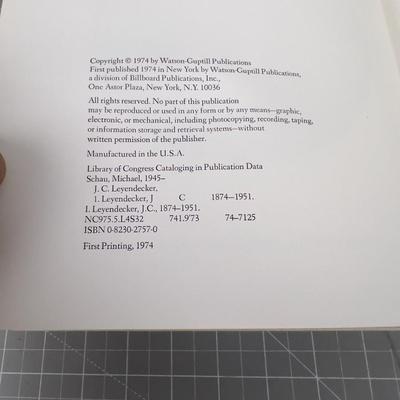 Copyright © 1974 by Watson-Guptill Publications
First published 1974 in New York by Watson-Guptill Publications,
a division of Billboard Publications, Inc.,
One Astor Plaza, New York, N.Y. 10036
All rights reserved. No part of this publication
may be reproduced or used in any form or by any means—graphic,
electronic, or mechanical, including photocopying, recording, taping,
or information storage and retrieval systems—without
written permission of the publisher.
Manufactured in the U.S.A.
Library of Congress Cataloging in Publication Data
Schau, Michael, 1945–
J. C. Leyendecker.
1. Leyendecker, J C 1874–1951.
I. Leyendecker, J.C., 1874–1951.
NC975.5.L4S32 741.973 74-7125
ISBN 0-8230-2757-0
First Printing, 1974